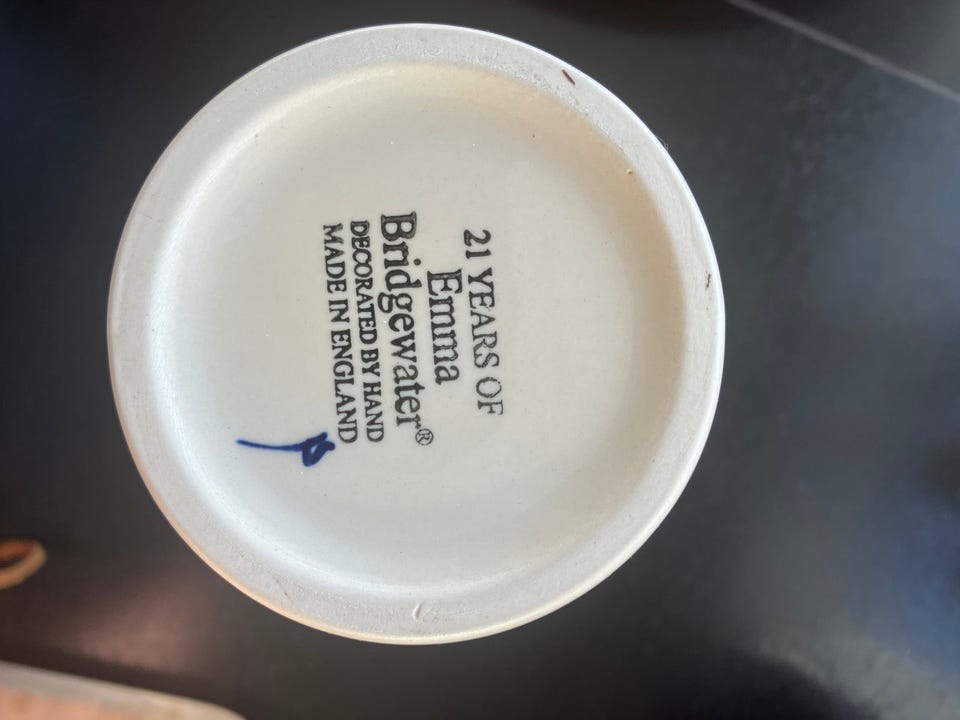 21 YEARS OF
Emma
Bridgewater®
DECORATED BY HAND
MADE IN ENGLAND